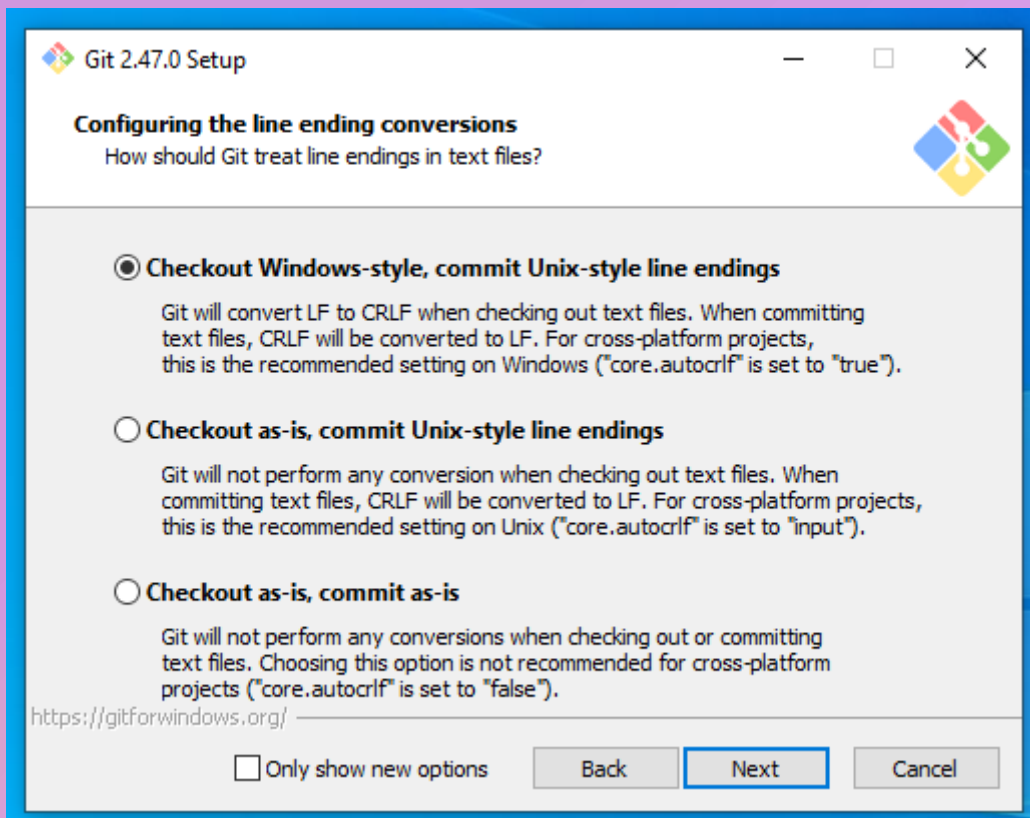 Git 2.47.0 Setup
Configuring the line ending conversions
How should Git treat line endings in text files?
Checkout Windows-style, commit Unix-style line endings
Git will convert LF to CRLF when checking out text files. When committing
text files, CRLF will be converted to LF. For cross-platform projects,
this is the recommended setting on Windows ("core.autocrlf" is set to "true").
Checkout as-is, commit Unix-style line endings
Git will not perform any conversion when checking out text files. When
committing text files, CRLF will be converted to LF. For cross-platform projects,
this is the recommended setting on Unix ("core.autocrlf" is set to "input").
Checkout as-is, commit as-is
Git will not perform any conversions when checking out or committing
text files. Choosing this option is not recommended for cross-platform
projects ("core.autocrlf" is set to "false").
https://gitforwindows.org/
Only show new options
Back
Next
Cancel